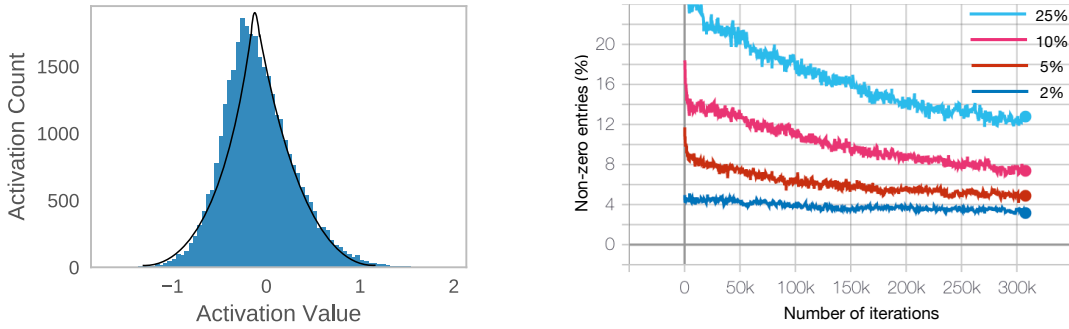 Activation Count
1500
1000
500
0
−1
0
1
2
Activation Value
Non-zero entries (%)
20
16
12
8
4
0
25%
10%
5%
2%
0
50k
100k
150k
200k
250k
300k
Number of iterations